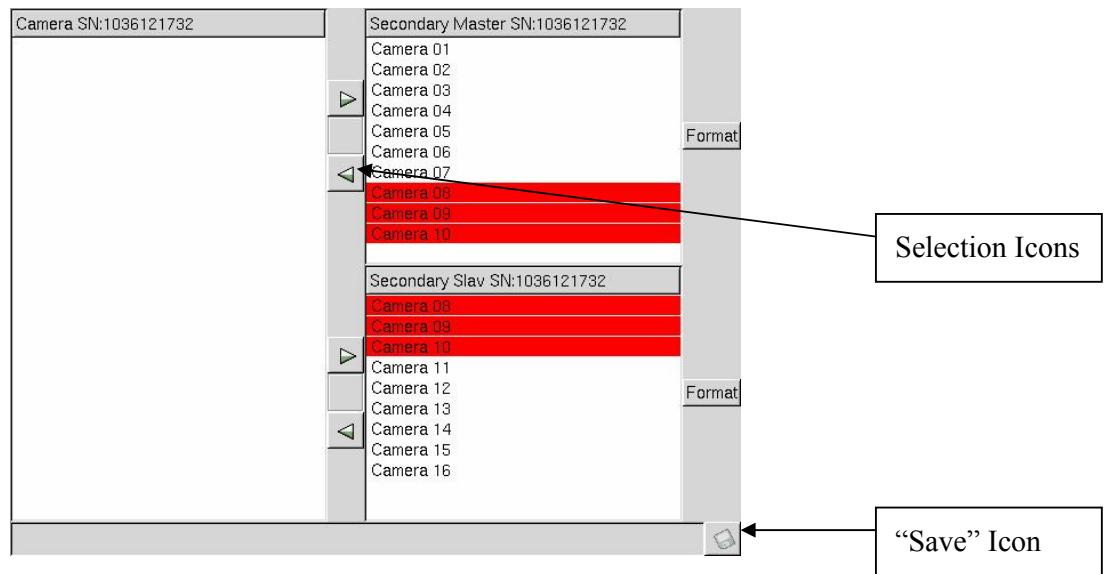 Camera SN:1036121732
Secondary Master SN:1036121732
Camera 01
Camera 02
Camera 03
Camera 04
Camera 05
Camera 06
Camera 07
Camera 08
Camera 09
Camera 10
Format
Secondary Slav SN:1036121732
Camera 08
Camera 09
Camera 10
Camera 11
Camera 12
Camera 13
Camera 14
Camera 15
Camera 16
Format
Selection Icons
“Save” Icon